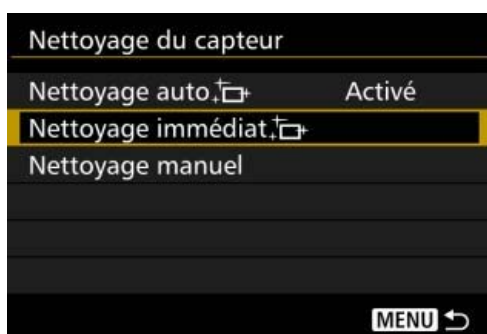 Nettoyage du capteur
Nettoyage auto Activé
Nettoyage immédiat
Nettoyage manuel
MENU